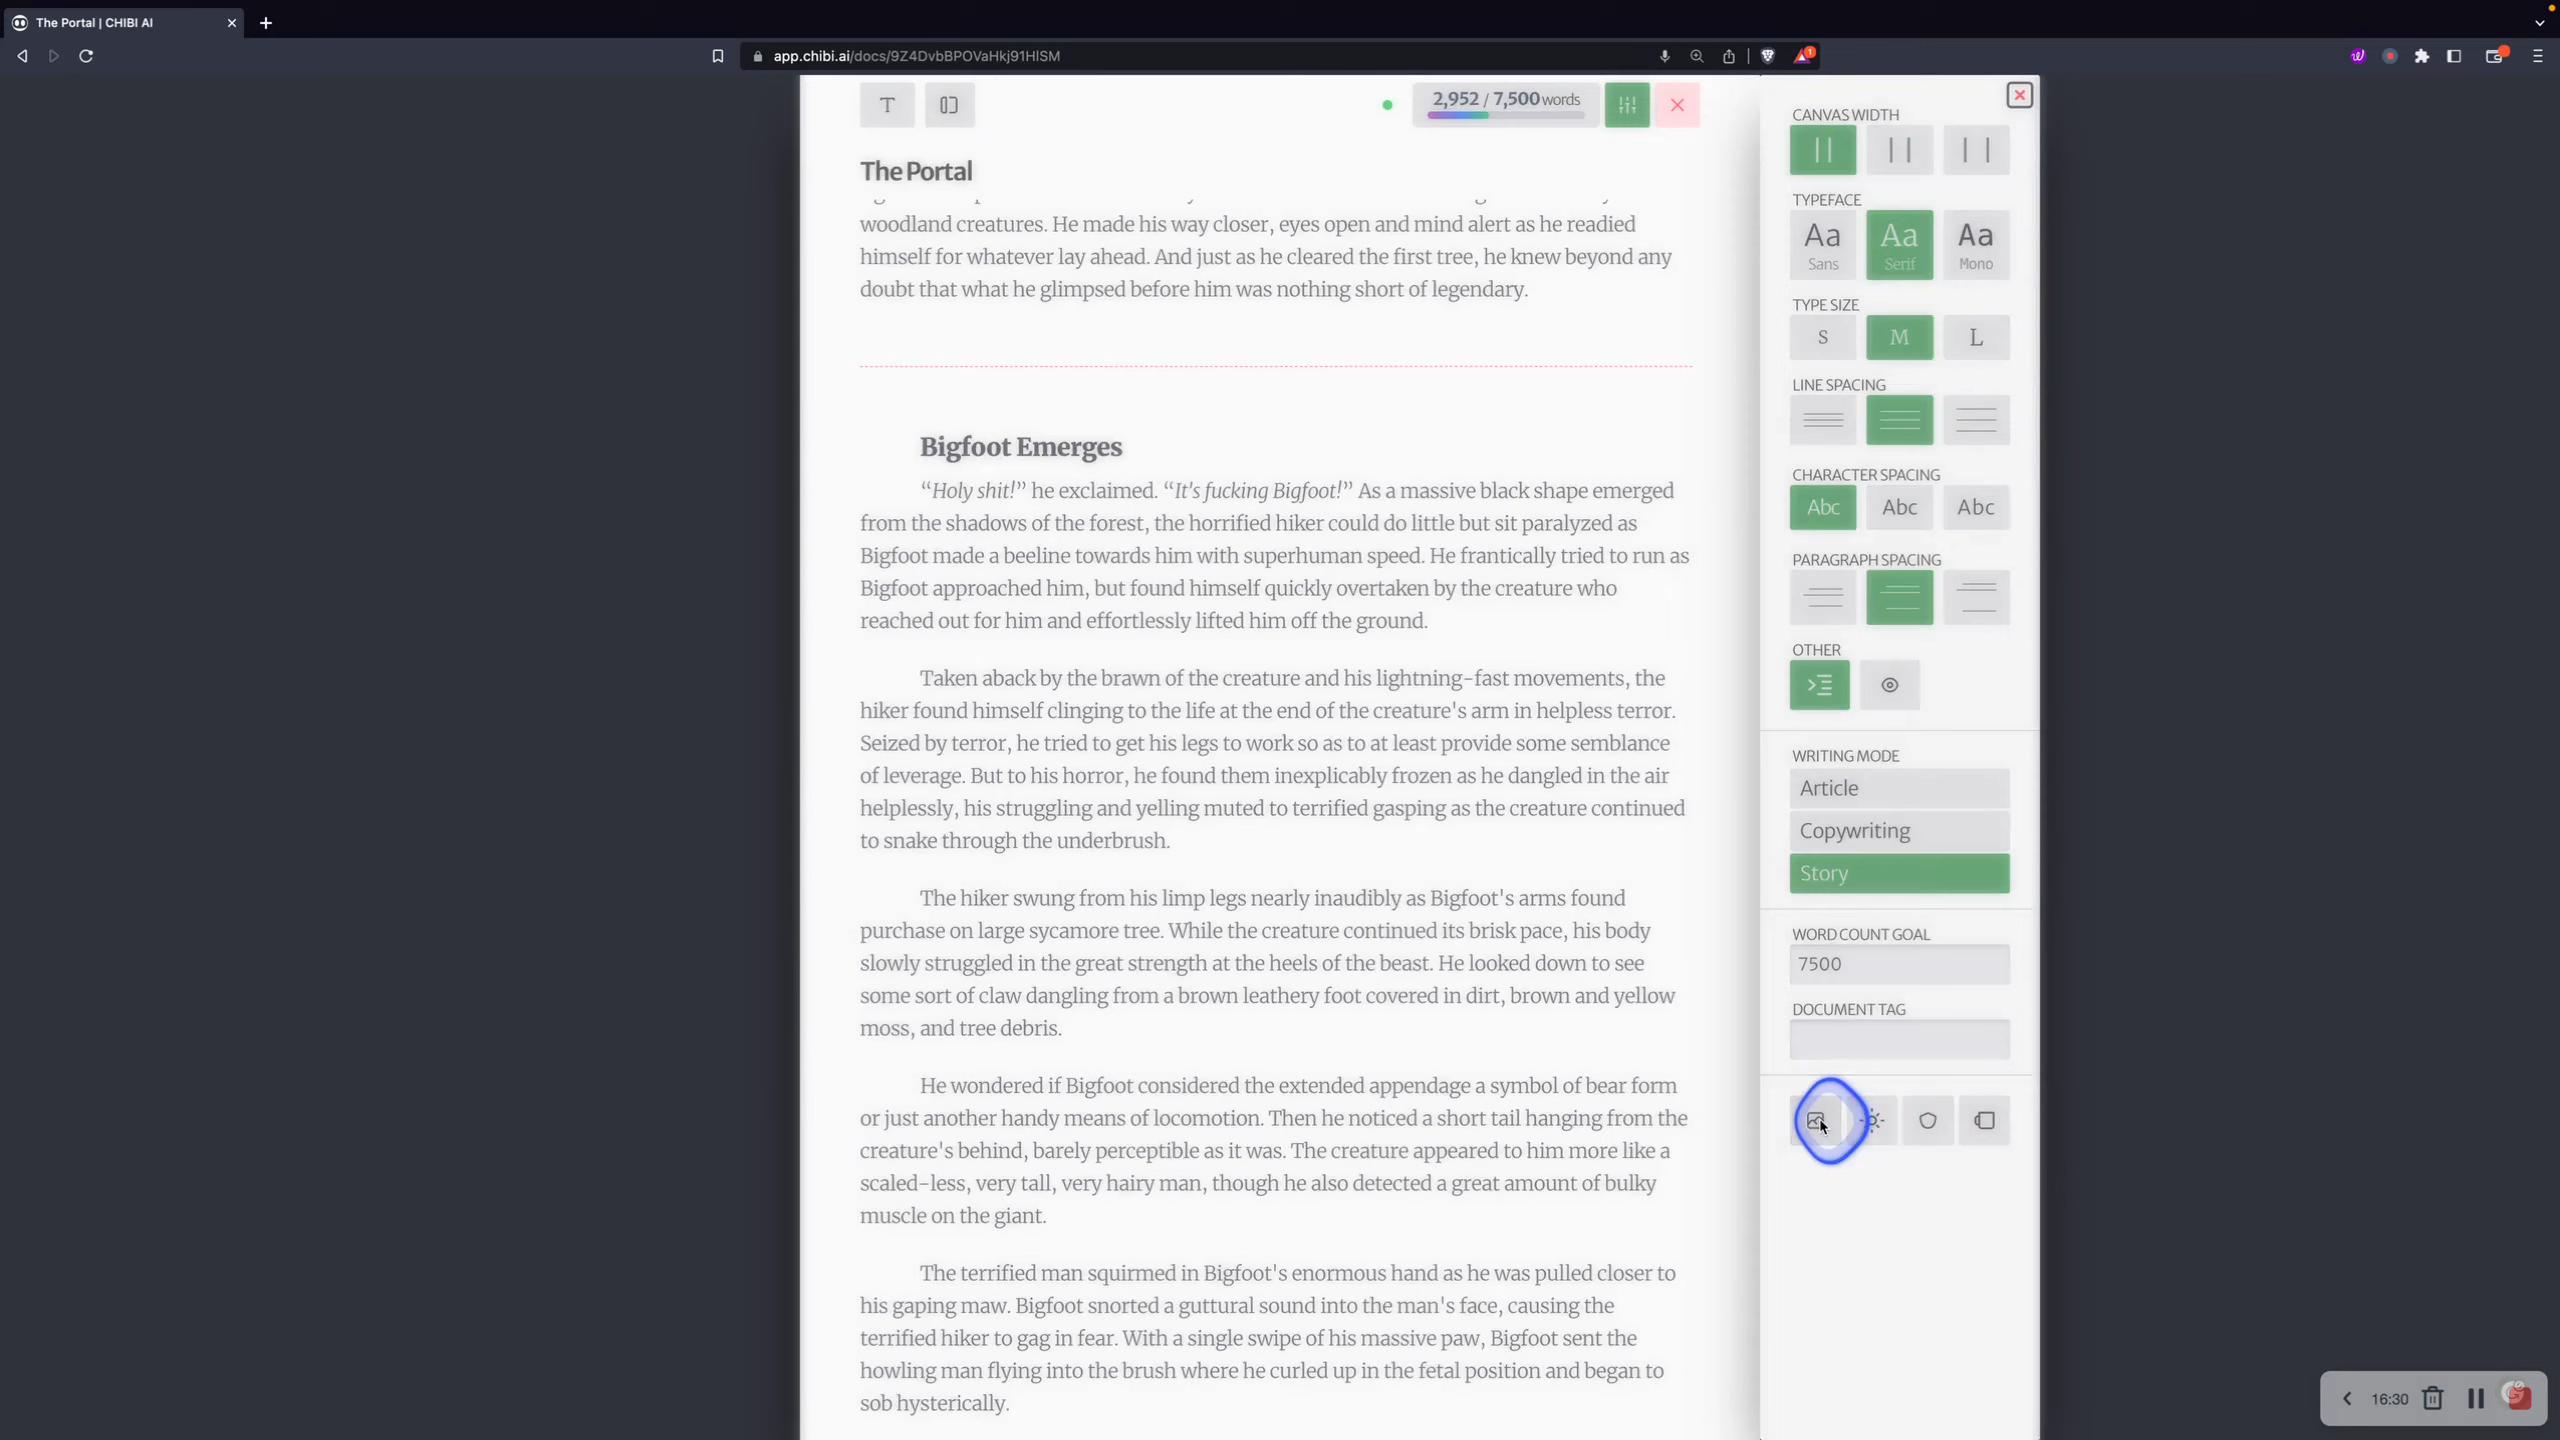 The Portal | CHIBI AI
app.chibi.ai/docs/9Z4DvbBPOVaHkj91HlSM
1
T
2,952 / 7,500 words
The Portal
woodland creatures. He made his way closer, eyes open and mind alert as he readied
himself for whatever lay ahead. And just as he cleared the first tree, he knew beyond any
doubt that what he glimpsed before him was nothing short of legendary.
Bigfoot Emerges
“Holy shit!” he exclaimed. “It's fucking Bigfoot!” As a massive black shape emerged
from the shadows of the forest, the horrified hiker could do little but sit paralyzed as
Bigfoot made a beeline towards him with superhuman speed. He frantically tried to run as
Bigfoot approached him, but found himself quickly overtaken by the creature who
reached out for him and effortlessly lifted him off the ground.
Taken aback by the brawn of the creature and his lightning-fast movements, the
hiker found himself clinging to the life at the end of the creature's arm in helpless terror.
Seized by terror, he tried to get his legs to work so as to at least provide some semblance
of leverage. But to his horror, he found them inexplicably frozen as he dangled in the air
helplessly, his struggling and yelling muted to terrified gasping as the creature continued
to snake through the underbrush.
The hiker swung from his limp legs nearly inaudibly as Bigfoot's arms found
purchase on large sycamore tree. While the creature continued its brisk pace, his body
slowly struggled in the great strength at the heels of the beast. He looked down to see
some sort of claw dangling from a brown leathery foot covered in dirt, brown and yellow
moss, and tree debris.
He wondered if Bigfoot considered the extended appendage a symbol of bear form
or just another handy means of locomotion. Then he noticed a short tail hanging from the
creature's behind, barely perceptible as it was. The creature appeared to him more like a
scaled-less, very tall, very hairy man, though he also detected a great amount of bulky
muscle on the giant.
The terrified man squirmed in Bigfoot's enormous hand as he was pulled closer to
his gaping maw. Bigfoot snorted a guttural sound into the man's face, causing the
terrified hiker to gag in fear. With a single swipe of his massive paw, Bigfoot sent the
howling man flying into the brush where he curled up in the fetal position and began to
sob hysterically.
CANVAS WIDTH
TYPEFACE
Aa Aa Aa
Sans Serif Mono
TYPE SIZE
S M L
LINE SPACING
CHARACTER SPACING
Abc Abc Abc
PARAGRAPH SPACING
OTHER
WRITING MODE
Article
Copywriting
Story
WORD COUNT GOAL
7500
DOCUMENT TAG
16:30